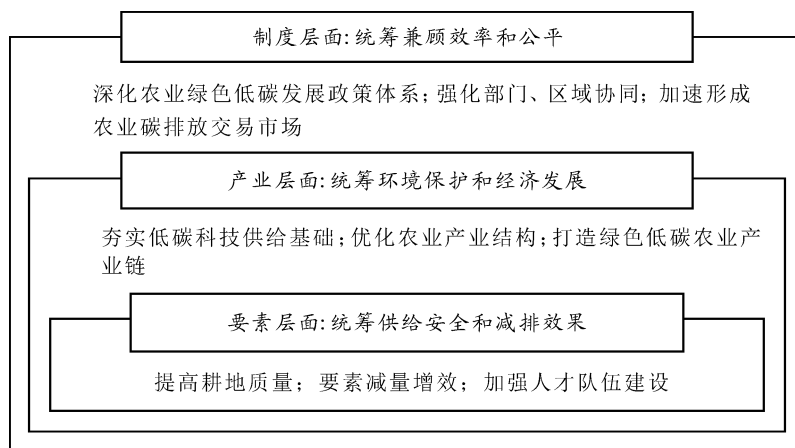 制度层面:统筹兼顾效率和公平
深化农业绿色低碳发展政策体系;强化部门、区域协同;加速形成
农业碳排放交易市场
产业层面:统筹环境保护和经济发展
夯实低碳科技供给基础;优化农业产业结构;打造绿色低碳农业产
业链
要素层面:统筹供给安全和减排效果
提高耕地质量;要素减量增效;加强人才队伍建设